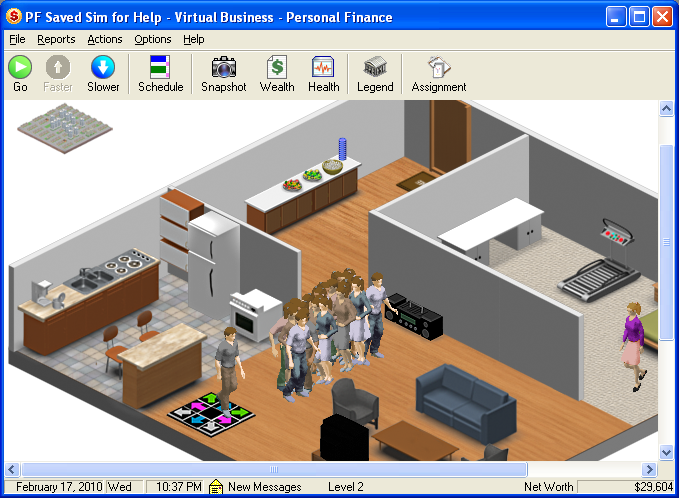 PF Saved Sim for Help - Virtual Business - Personal Finance
File Reports Actions Options Help
Go Faster Slower Schedule Snapshot Wealth Health Legend Assignment
February 17, 2010 Wed 10:37 PM New Messages Level 2 Net Worth $29,604